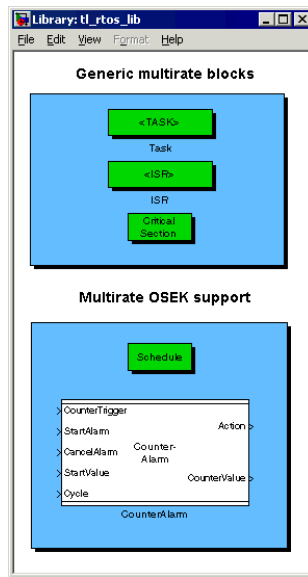 Library: tl_rtos_lib
File Edit View Format Help
Generic multirate blocks
<TASK>
Task
<ISR>
ISR
Critical
Section
Multirate OSEK support
Schedule
CounterTrigger
StartAlarm
CancelAlarm
StartValue
Cycle
Counter-
Alarm
Action
CounterValue
CounterAlarm